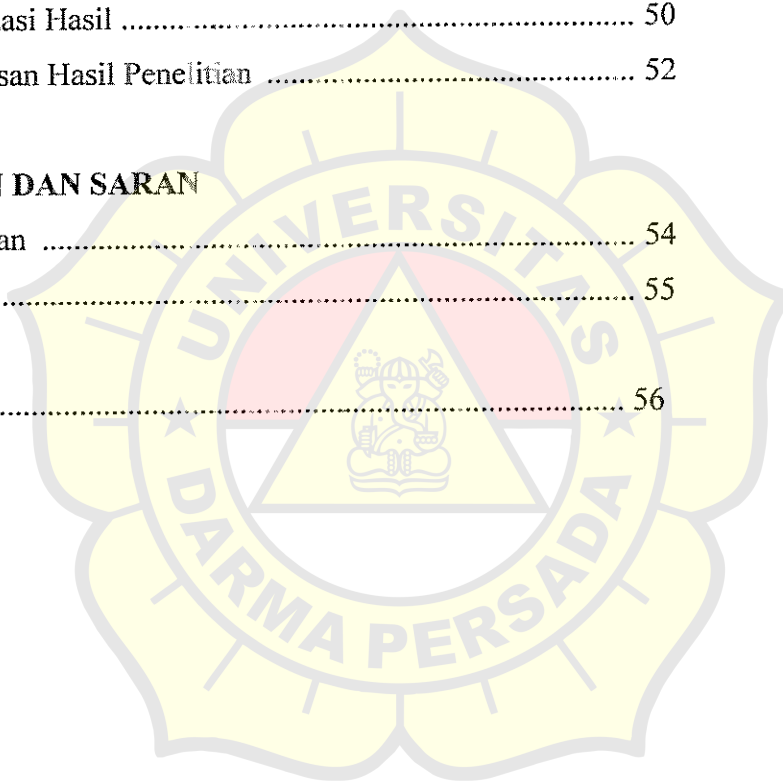 asi Hasil ........................................................................ 50
san Hasil Penelitian ........................................ 52
N DAN SARAN
an .................................................................................... 54
............................................................................................ 55
............................................................................................ 56
UNIVERSITAS
DARMA PERSADA